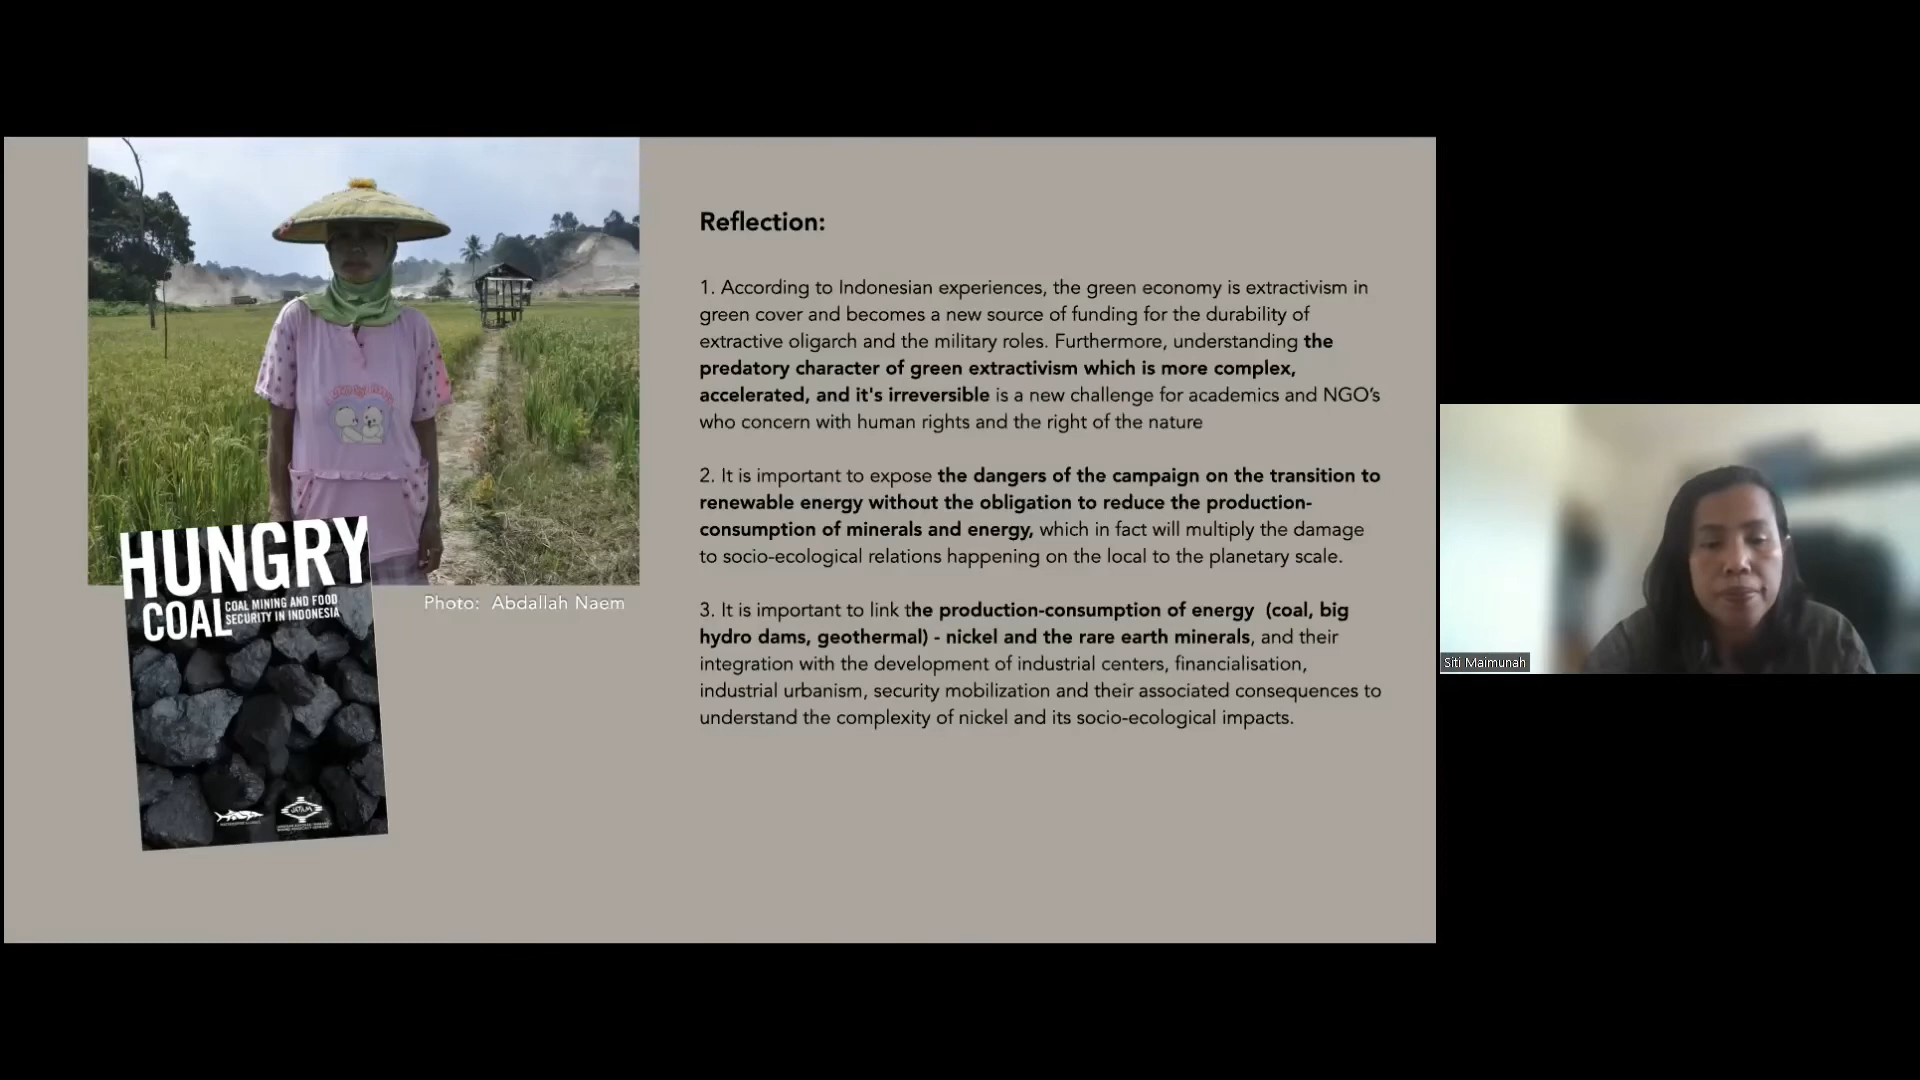 Reflection:
1. According to Indonesian experiences, the green economy is extractivism in
green cover and becomes a new source of funding for the durability of
extractive oligarch and the military roles. Furthermore, understanding the
predatory character of green extractivism which is more complex,
accelerated, and it's irreversible is a new challenge for academics and NGO’s
who concern with human rights and the right of the nature
2. It is important to expose the dangers of the campaign on the transition to
renewable energy without the obligation to reduce the production-
consumption of minerals and energy, which in fact will multiply the damage
to socio-ecological relations happening on the local to the planetary scale.
3. It is important to link the production-consumption of energy (coal, big
hydro dams, geothermal) - nickel and the rare earth minerals, and their
integration with the development of industrial centers, financialisation,
industrial urbanism, security mobilization and their associated consequences to
understand the complexity of nickel and its socio-ecological impacts.
Photo: Abdallah Naem
HUNGRY
COAL
COAL MINING AND FOOD
SECURITY IN INDONESIA
JATAM
Siti Maimunah